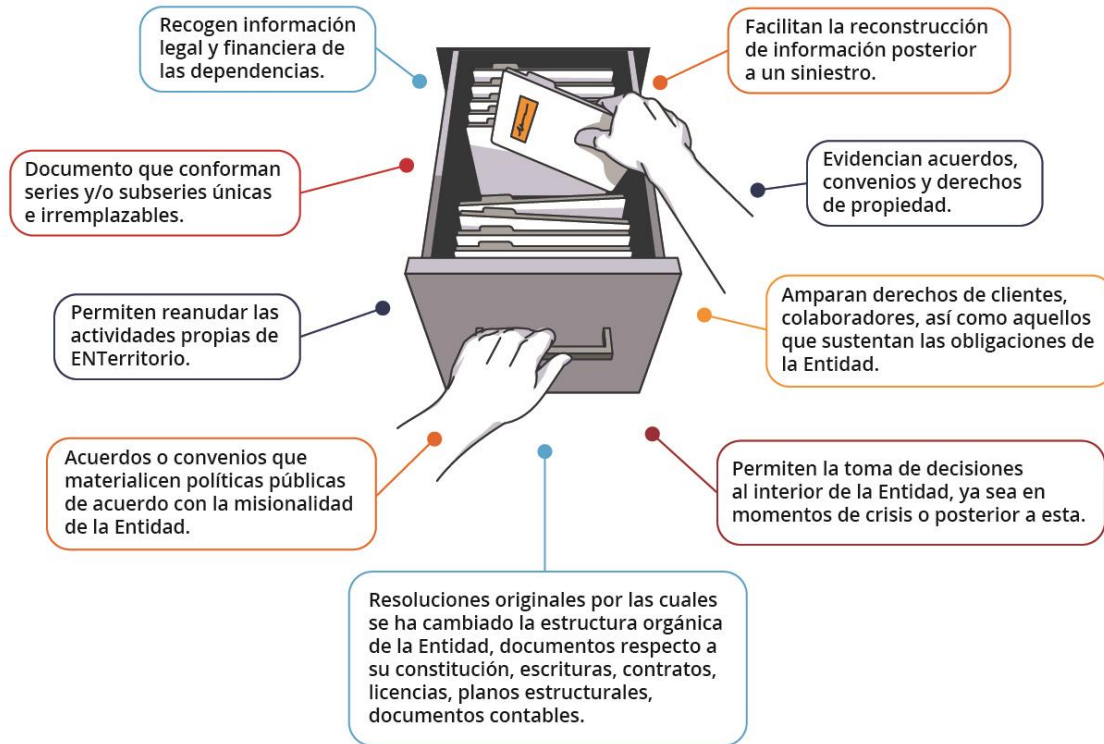 Recogen información
legal y financiera de
las dependencias.
Facilitan la reconstrucción
de información posterior
a un siniestro.
Documento que conforman
series y/o subseries únicas
e irremplazables.
Evidencian acuerdos,
convenios y derechos
de propiedad.
Permiten reanudar las
actividades propias de
ENTerritorio.
Amparan derechos de clientes,
colaboradores, así como aquellos
que sustentan las obligaciones de
la Entidad.
Acuerdos o convenios que
materialicen políticas públicas
de acuerdo con la misionalidad
de la Entidad.
Permiten la toma de decisiones
al interior de la Entidad, ya sea en
momentos de crisis o posterior a esta.
Resoluciones originales por las cuales
se ha cambiado la estructura orgánica
de la Entidad, documentos respecto a
su constitución, escrituras, contratos,
licencias, planos estructurales,
documentos contables.